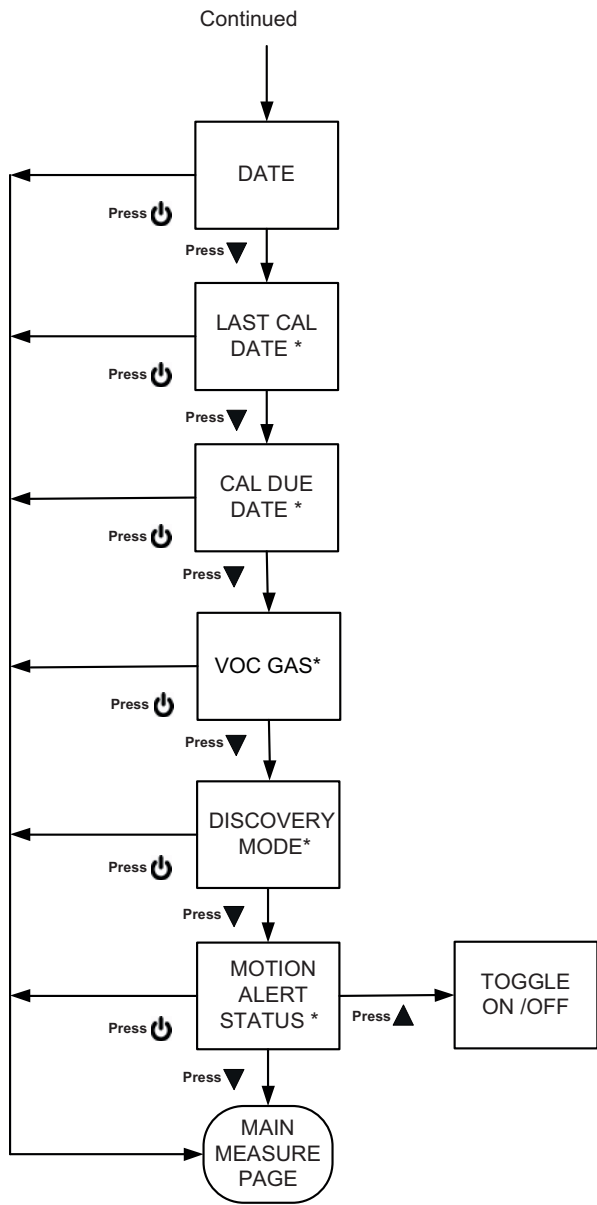 Continued
DATE
Press
Press
LAST CAL
DATE *
Press
Press
CAL DUE
DATE *
Press
Press
VOC GAS*
Press
Press
DISCOVERY
MODE*
Press
Press
MOTION
ALERT
STATUS *
Press
Press
TOGGLE
ON /OFF
Press
MAIN
MEASURE
PAGE